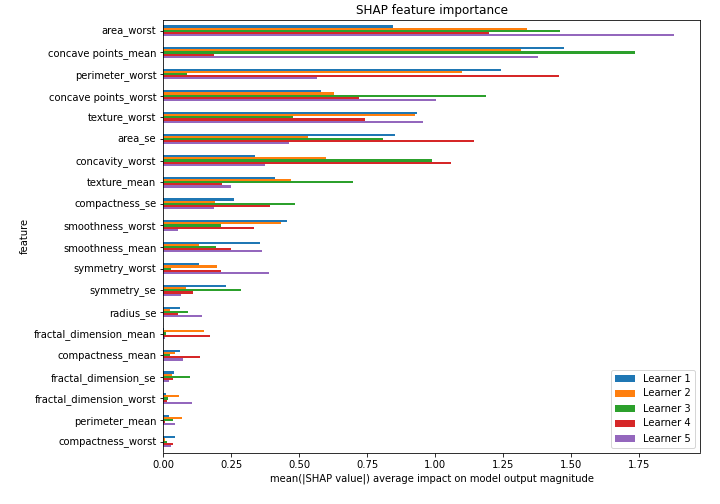 SHAP feature importance
area_worst
concave points_mean
perimeter_worst
concave points_worst
texture_worst
area_se
concavity_worst
texture_mean
compactness_se
smoothness_worst
smoothness_mean
symmetry_worst
symmetry_se
radius_se
fractal_dimension_mean
compactness_mean
fractal_dimension_se
fractal_dimension_worst
perimeter_mean
compactness_worst
feature
Learner 1
Learner 2
Learner 3
Learner 4
Learner 5
0.00 0.25 0.50 0.75 1.00 1.25 1.50 1.75
mean(|SHAP value|) average impact on model output magnitude